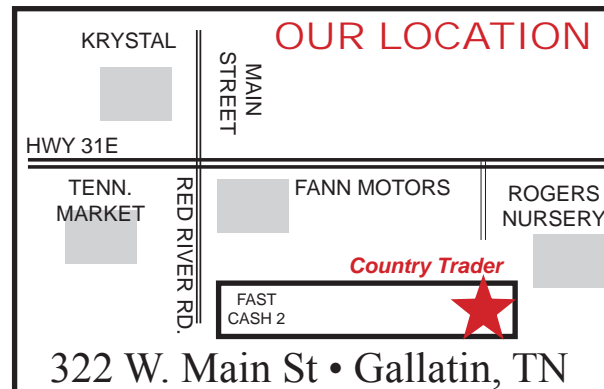 OUR LOCATION
KRYSTAL
MAIN
STREET
HWY 31E
TENN.
MARKET
RED RIVER RD.
FANN MOTORS
ROGERS
NURSERY
Country Trader
FAST
CASH 2
322 W. Main St • Gallatin, TN